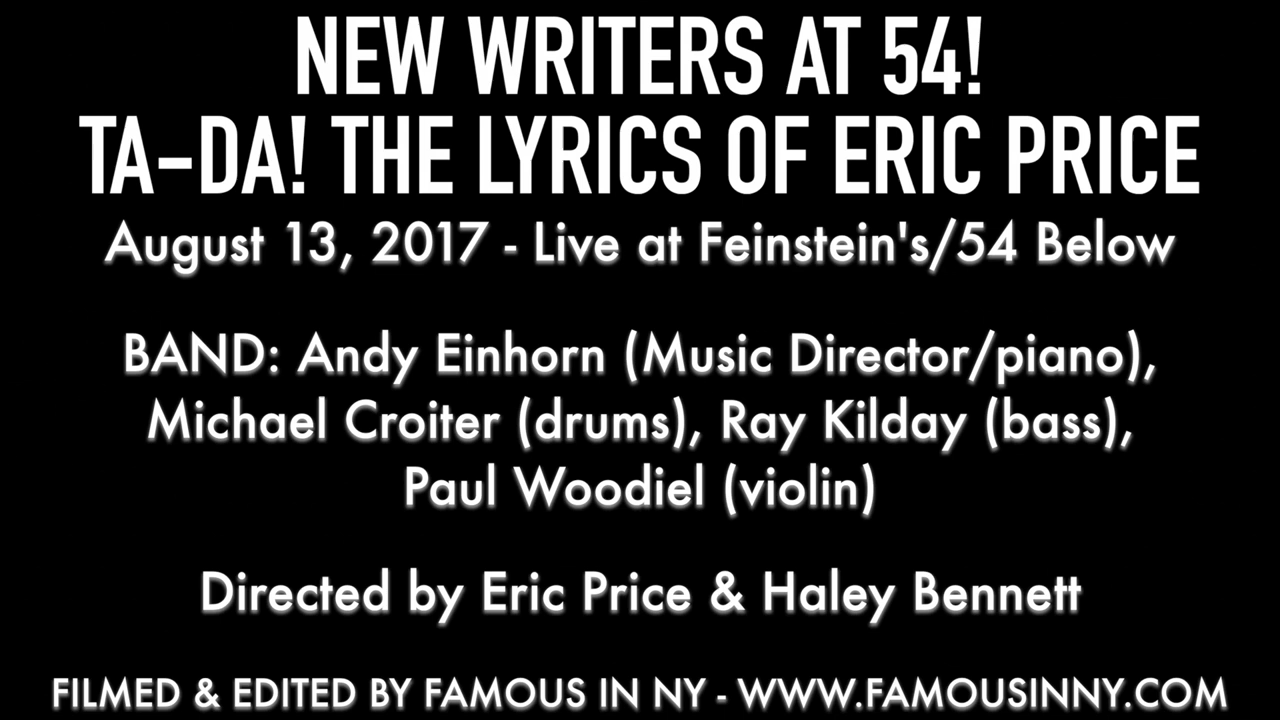 NEW WRITERS AT 54!
TA-DA! THE LYRICS OF ERIC PRICE
August 13, 2017 - Live at Feinstein's/54 Below
BAND: Andy Einhorn (Music Director/piano),
Michael Croiter (drums), Ray Kilday (bass),
Paul Woodiel (violin)
Directed by Eric Price & Haley Bennett
FILMED & EDITED BY FAMOUS IN NY - WWW.FAMOUSINNY.COM